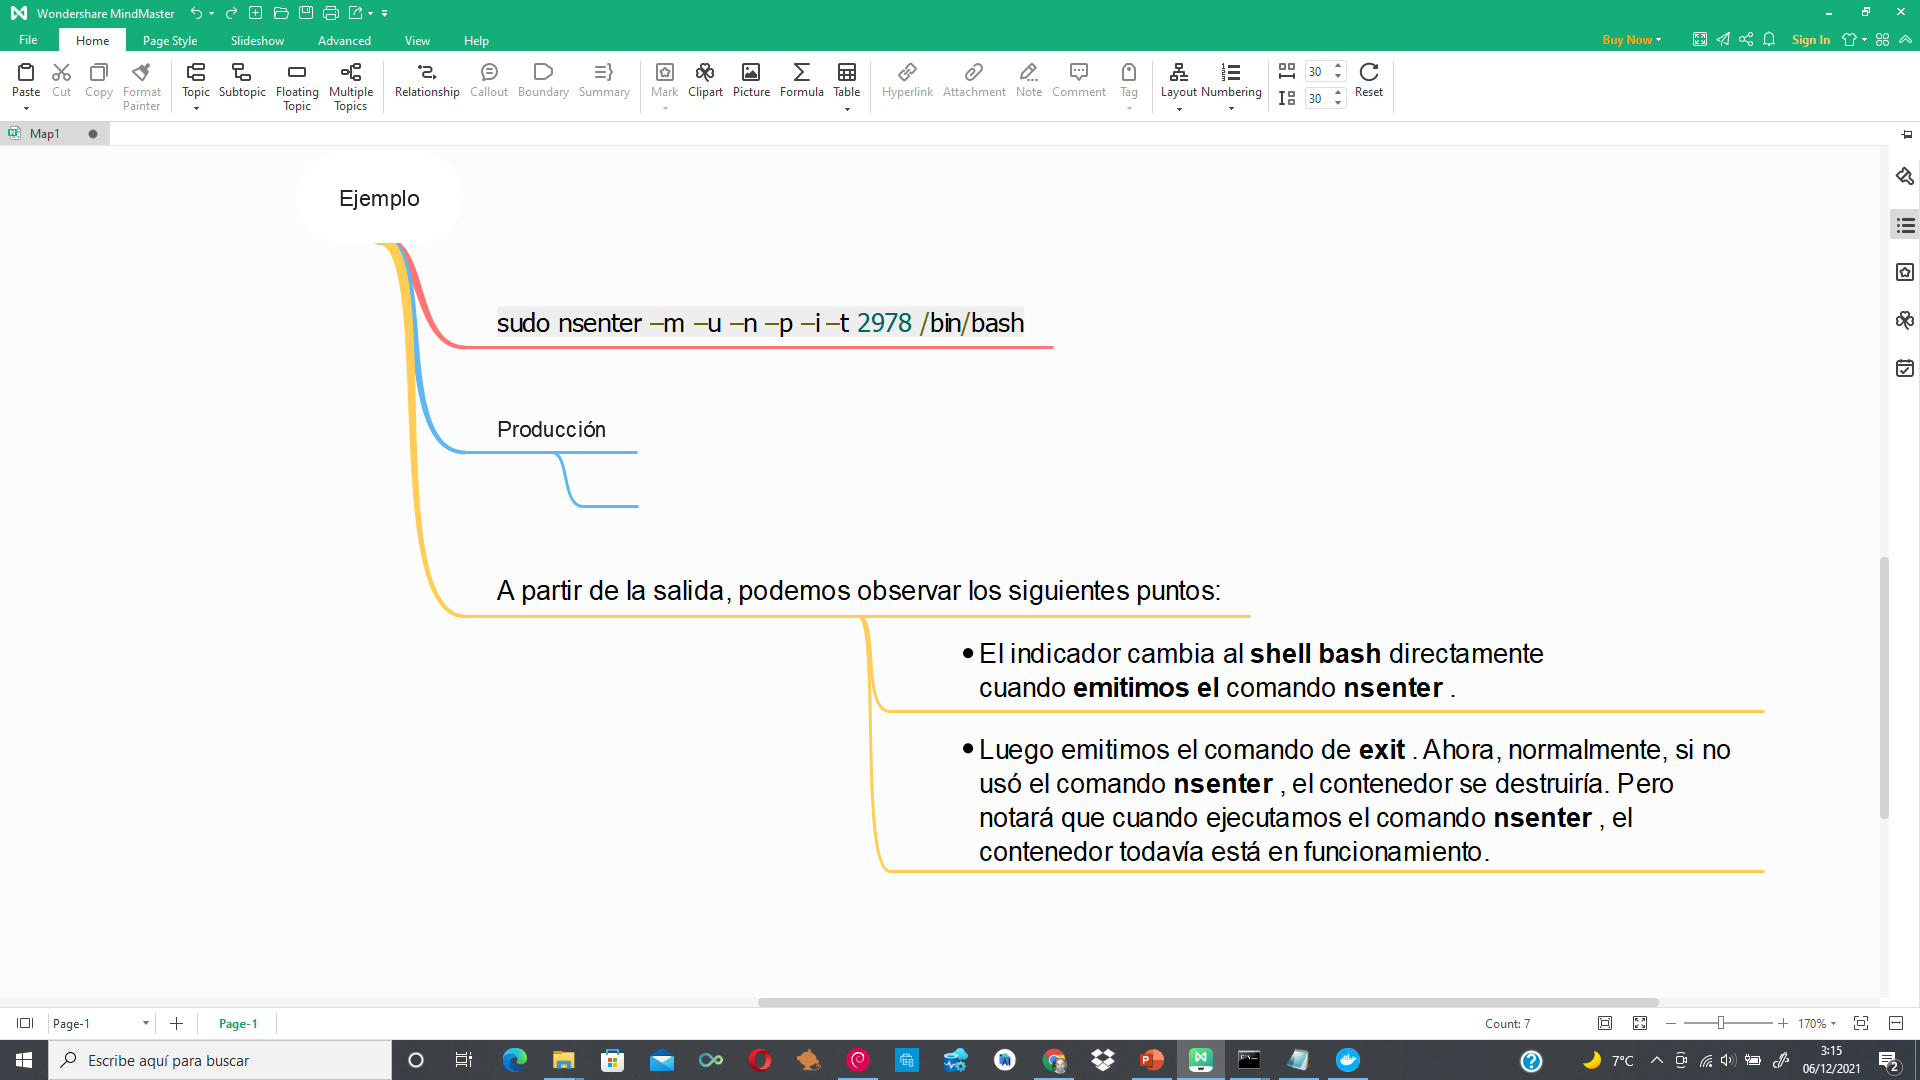 Wondershare MindMaster
File Home Page Style Slideshow Advanced View Help
Buy Now Sign In
Paste Cut Copy Format Painter Topic Subtopic Floating Topic Multiple Topics Relationship Callout Boundary Summary Mark Clipart Picture Formula Table Hyperlink Attachment Note Comment Tag Layout Numbering 30 30 Reset
Map1
Ejemplo
sudo nsenter –m –u –n –p –i –t 2978 /bin/bash
Producción
A partir de la salida, podemos observar los siguientes puntos:
• El indicador cambia al shell bash directamente
cuando emitimos el comando nsenter .
• Luego emitimos el comando de exit . Ahora, normalmente, si no
usó el comando nsenter , el contenedor se destruiría. Pero
notará que cuando ejecutamos el comando nsenter , el
contenedor todavía está en funcionamiento.
Page-1 Page-1 Count: 7 170%
Escribe aquí para buscar
7°C
3:15
06/12/2021
2